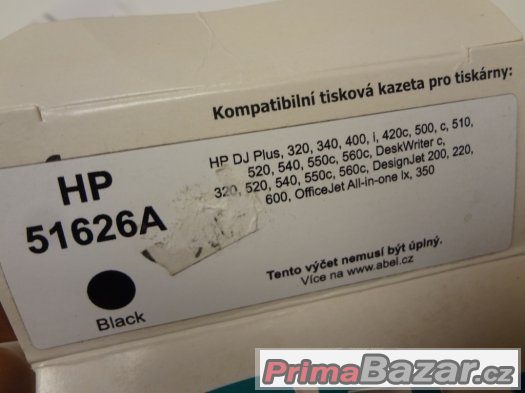 Kompatibilní tisková kazeta pro tiskárny:
HP
51626A
Black
HP DJ Plus, 320, 340, 400, i, 420c, 500, c, 510,
520, 540, 550c, 560c, DeskWriter c,
320, 520, 540, 550c, 560c, DesignJet 200, 220,
600, OfficeJet All-in-one lx, 350
Tento výčet nemusí být úplný.
Více na www.abel.cz
PrimaBazar.cz